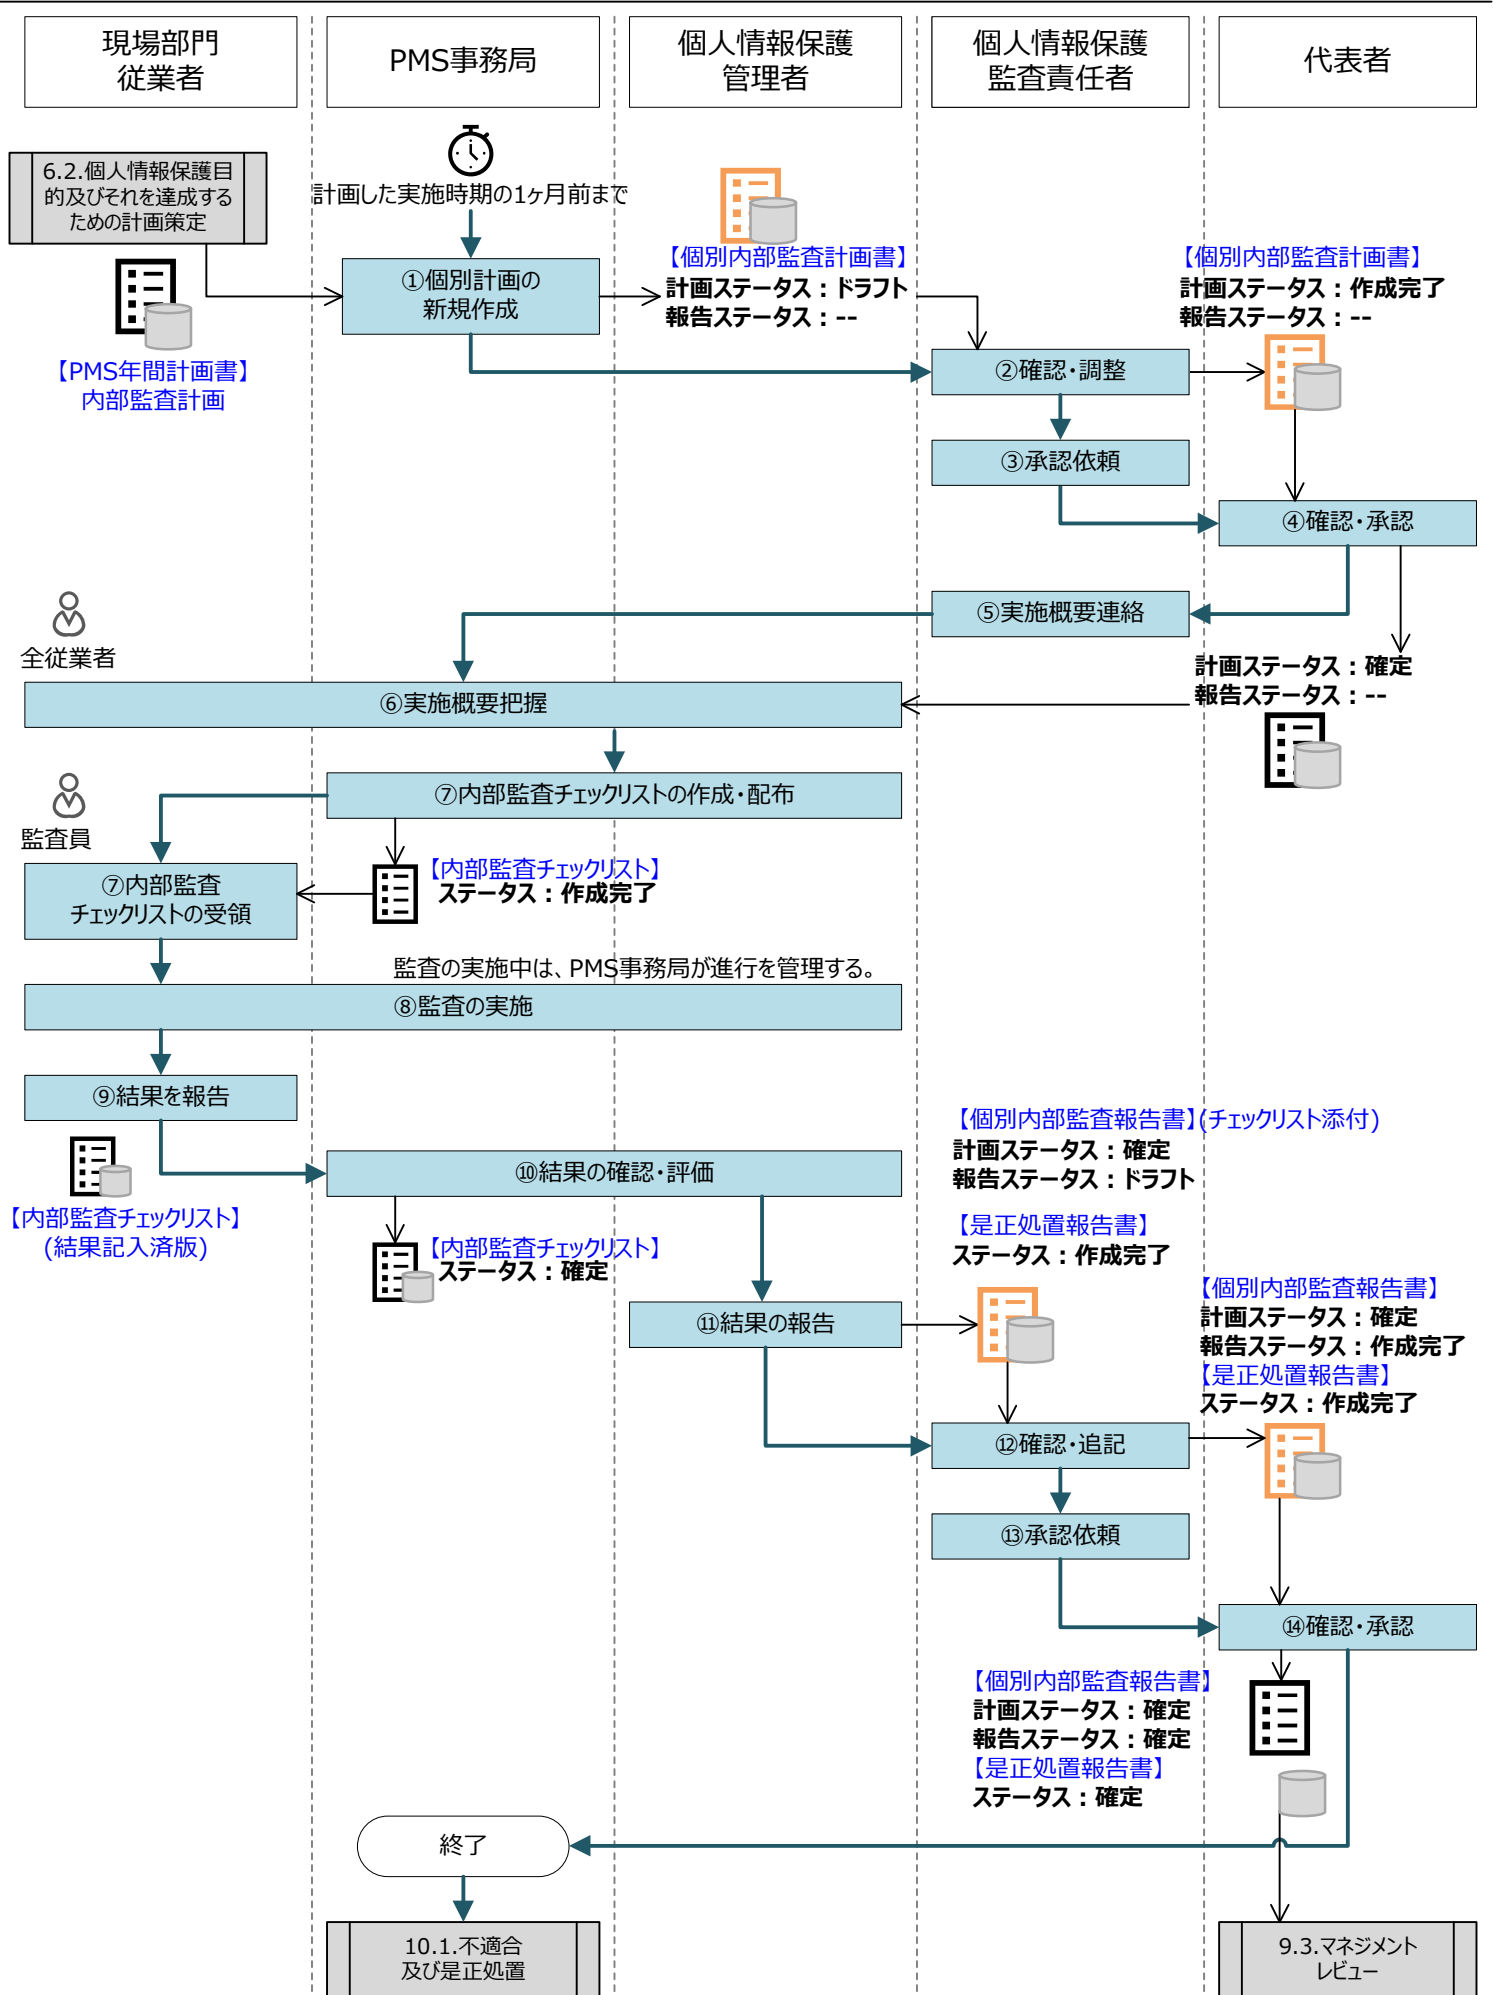 現場部門
従業者
PMS事務局
個人情報保護
管理者
個人情報保護
監査責任者
代表者
6.2.個人情報保護目
的及びそれを達成する
ための計画策定
計画した実施時期の1ヶ月前まで
【PMS年間計画書】
内部監査計画
①個別計画の
新規作成
【個別内部監査計画書】
計画ステータス：ドラフト
報告ステータス：--
【個別内部監査計画書】
計画ステータス：作成完了
報告ステータス：--
②確認・調整
③承認依頼
④確認・承認
⑤実施概要連絡
全従業者
計画ステータス：確定
報告ステータス：--
⑥実施概要把握
監査員
⑦内部監査チェックリストの作成・配布
【内部監査チェックリスト】
ステータス：作成完了
⑦内部監査
チェックリストの受領
監査の実施中は、PMS事務局が進行を管理する。
⑧監査の実施
⑨結果を報告
【内部監査チェックリスト】
(結果記入済版)
⑩結果の確認・評価
【内部監査チェックリスト】
ステータス：確定
【個別内部監査報告書】(チェックリスト添付)
計画ステータス：確定
報告ステータス：ドラフト
【是正処置報告書】
ステータス：作成完了
⑪結果の報告
【個別内部監査報告書】
計画ステータス：確定
報告ステータス：作成完了
【是正処置報告書】
ステータス：作成完了
⑫確認・追記
⑬承認依頼
⑭確認・承認
【個別内部監査報告書】
計画ステータス：確定
報告ステータス：確定
【是正処置報告書】
ステータス：確定
終了
10.1.不適合
及び是正処置
9.3.マネジメント
レビュー